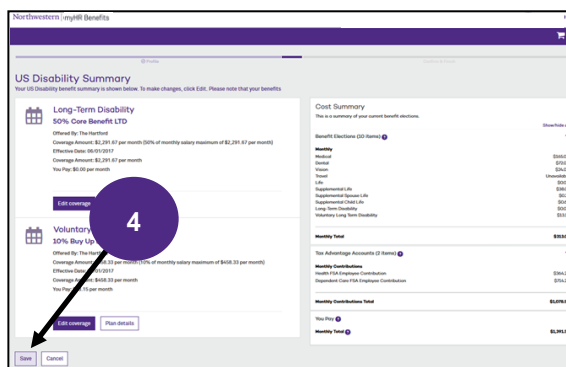 Northwestern | myHR Benefits
Profile
US Disability Summary
Your US Disability benefit summary is shown below. To make changes, click Edit. Please note that your benefits
Long-Term Disability
50% Core Benefit LTD
Offered By: The Hartford
Coverage Amount: $2,291.67 per month (50% of monthly salary maximum of $2,291.67 per month)
Effective Date: 06/01/2017
Coverage Amount: $2,291.67 per month
You Pay: $0.00 per month
Edit coverage
4
Voluntary
10% Buy Up
Offered By: The
Coverage Amount: $458.33 per month (10% of monthly salary maximum of $458.33 per month)
Effective Date: /01/2017
Coverage Amount: $458.33 per month
You Pay: .15 per month
Edit coverage
Plan details
Save
Cancel
Cost Summary
This is a summary of your current benefit elections.
Show/hide
Benefit Elections (10 items)
Monthly
Medical
Dental
Vision
Travel
Life
Supplemental Life
Supplemental Spouse Life
Supplemental Child Life
Long-Term Disability
Voluntary Long Term Disability
Monthly Total
Tax Advantage Accounts (2 items)
Monthly Contributions
Health FSA Employee Contribution
Dependent Care FSA Employee Contribution
Monthly Contributions Total
You Pay
Monthly Total